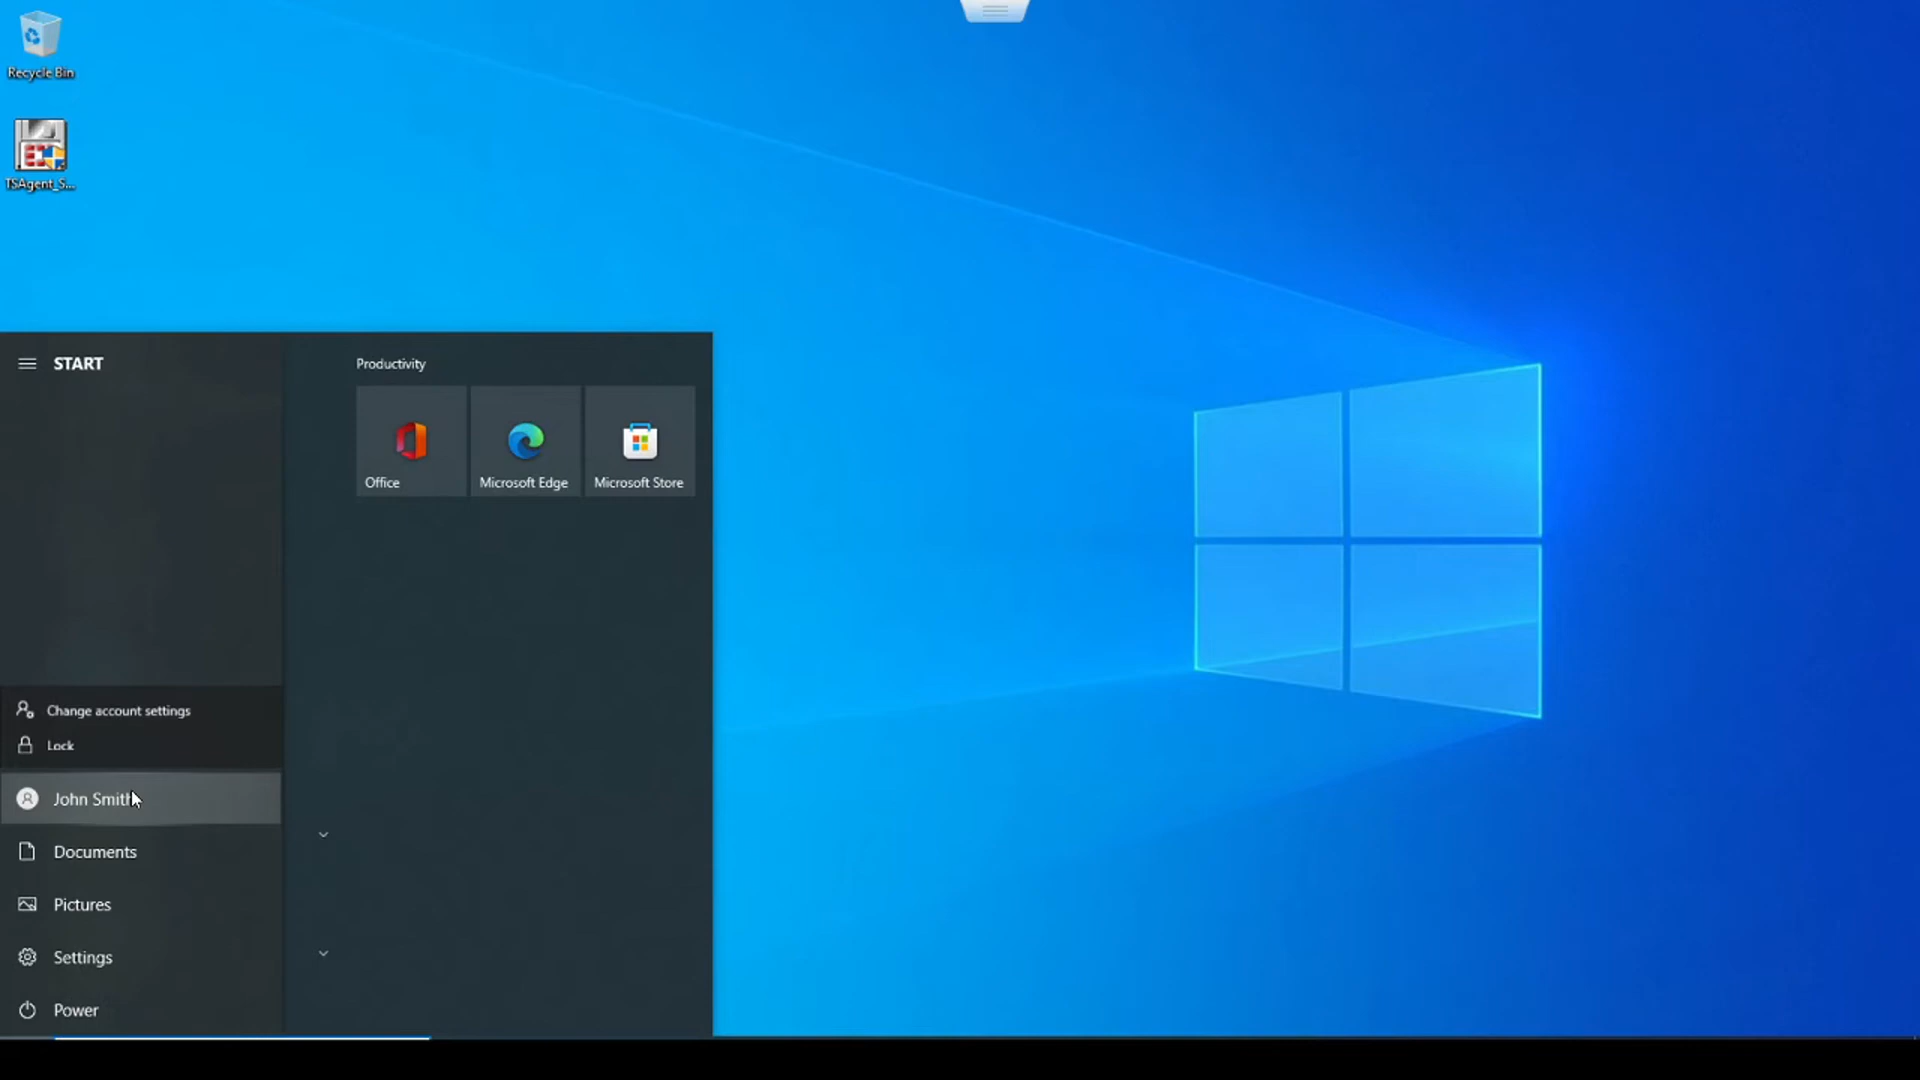 Recycle Bin
TSAgent_S...
START
Productivity
Office
Microsoft Edge
Microsoft Store
Change account settings
Lock
John Smith
Documents
Pictures
Settings
Power